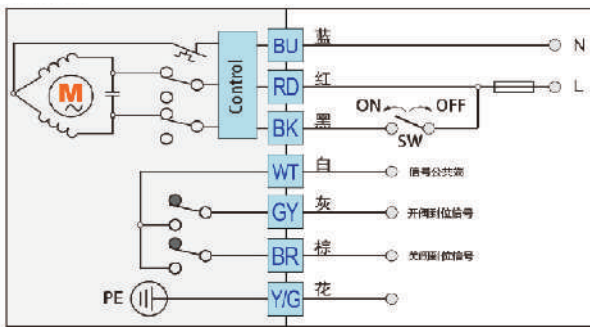 BU 蓝 N
RD 红 L
ON OFF
SW
BK 黑
WT 白 信号公共端
GY 灰 开阀到位信号
BR 棕 关阀到位信号
Y/G 花
Control
M
PE